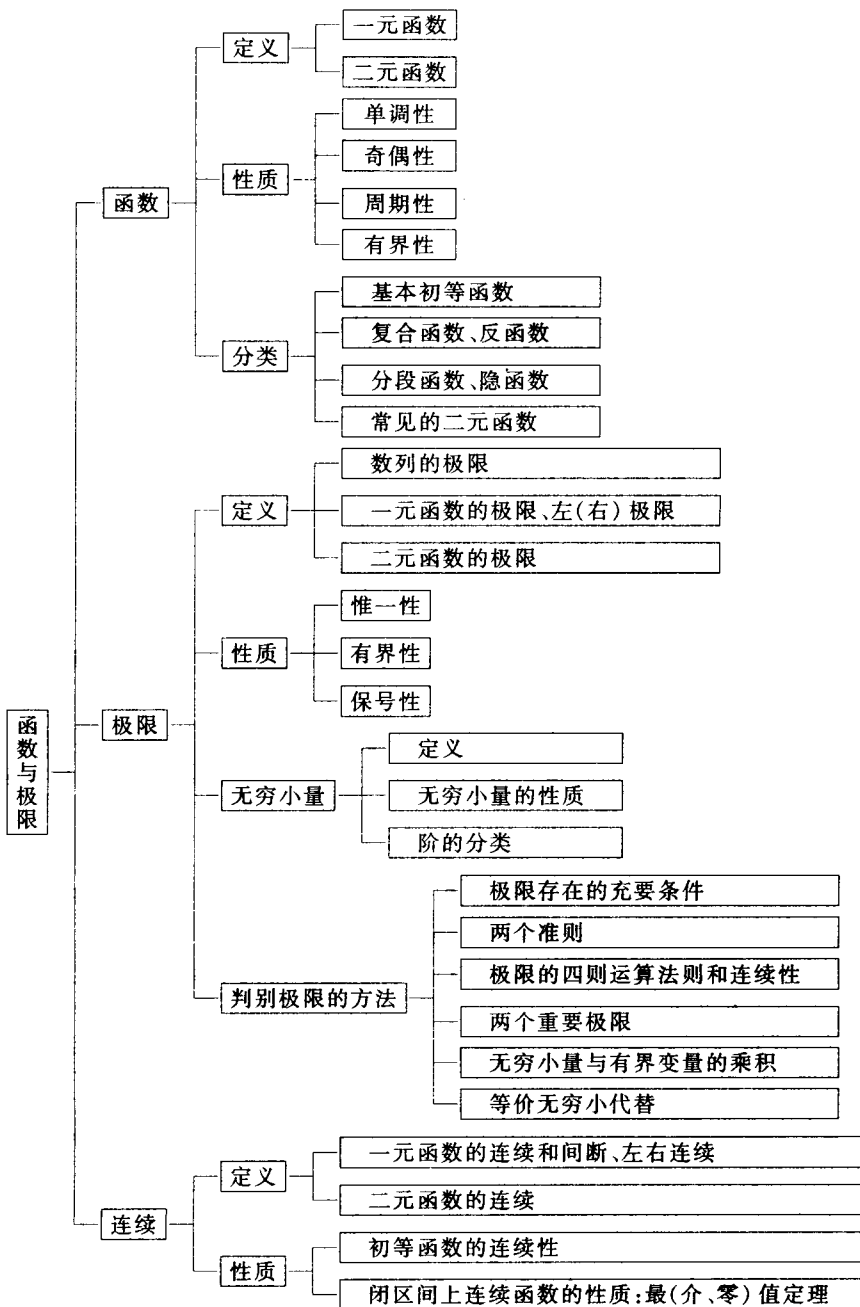 函数与极限
函数
定义
一元函数
二元函数
性质
单调性
奇偶性
周期性
有界性
分类
基本初等函数
复合函数、反函数
分段函数、隐函数
常见的二元函数
极限
定义
数列的极限
一元函数的极限、左(右)极限
二元函数的极限
性质
惟一性
有界性
保号性
无穷小量
定义
无穷小量的性质
阶的分类
判别极限的方法
极限存在的充要条件
两个准则
极限的四则运算法则和连续性
两个重要极限
无穷小量与有界变量的乘积
等价无穷小代替
连续
定义
一元函数的连续和间断、左右连续
二元函数的连续
性质
初等函数的连续性
闭区间上连续函数的性质:最(介、零)值定理